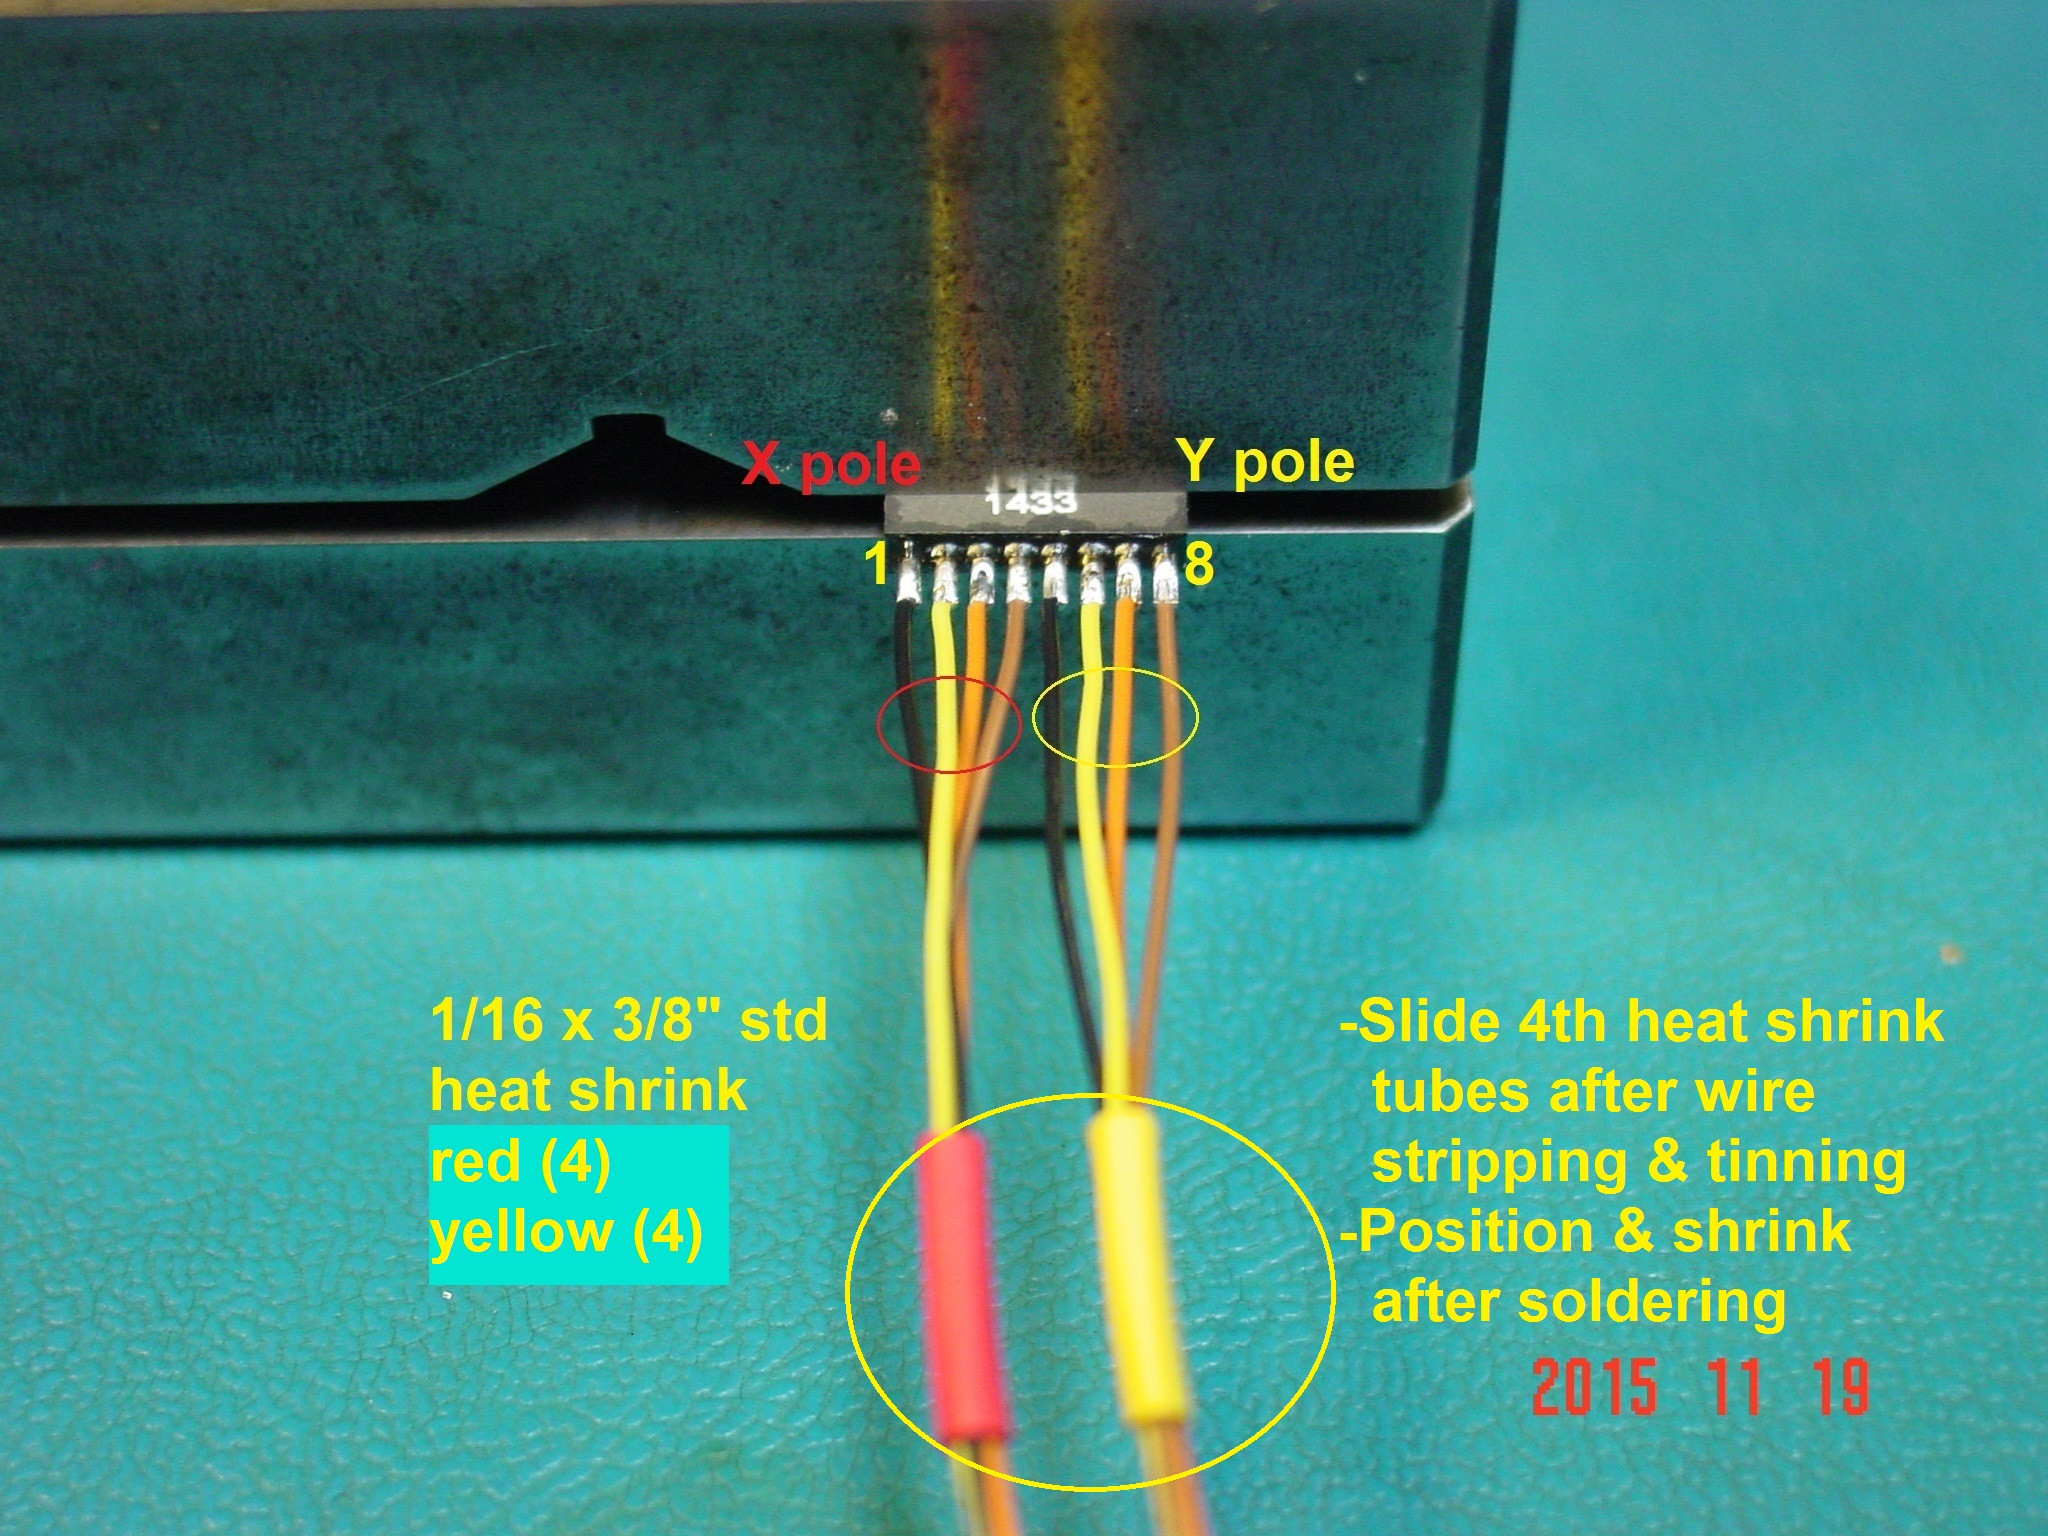 X pole
Y pole
1433
1
8
1/16 x 3/8" std
heat shrink
red (4)
yellow (4)
-Slide 4th heat shrink
tubes after wire
stripping & tinning
-Position & shrink
after soldering
2015 11 19